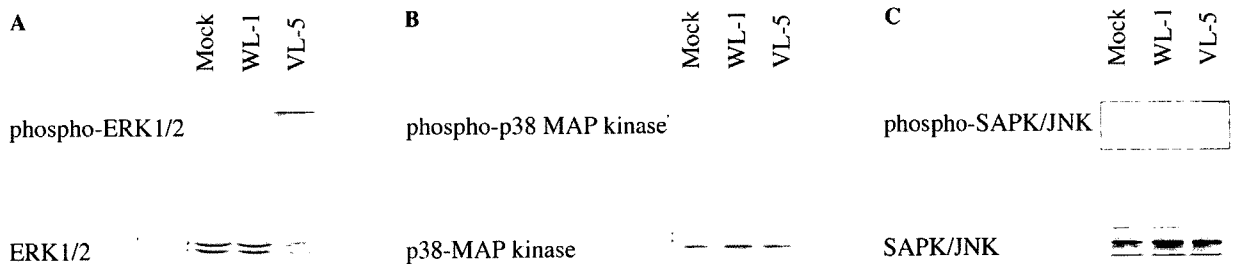 A
Mock
WL-1
VL-5
phospho-ERK1/2
ERK1/2
B
Mock
WL-1
VL-5
phospho-p38 MAP kinase
p38-MAP kinase
C
Mock
WL-1
VL-5
phospho-SAPK/JNK
SAPK/JNK